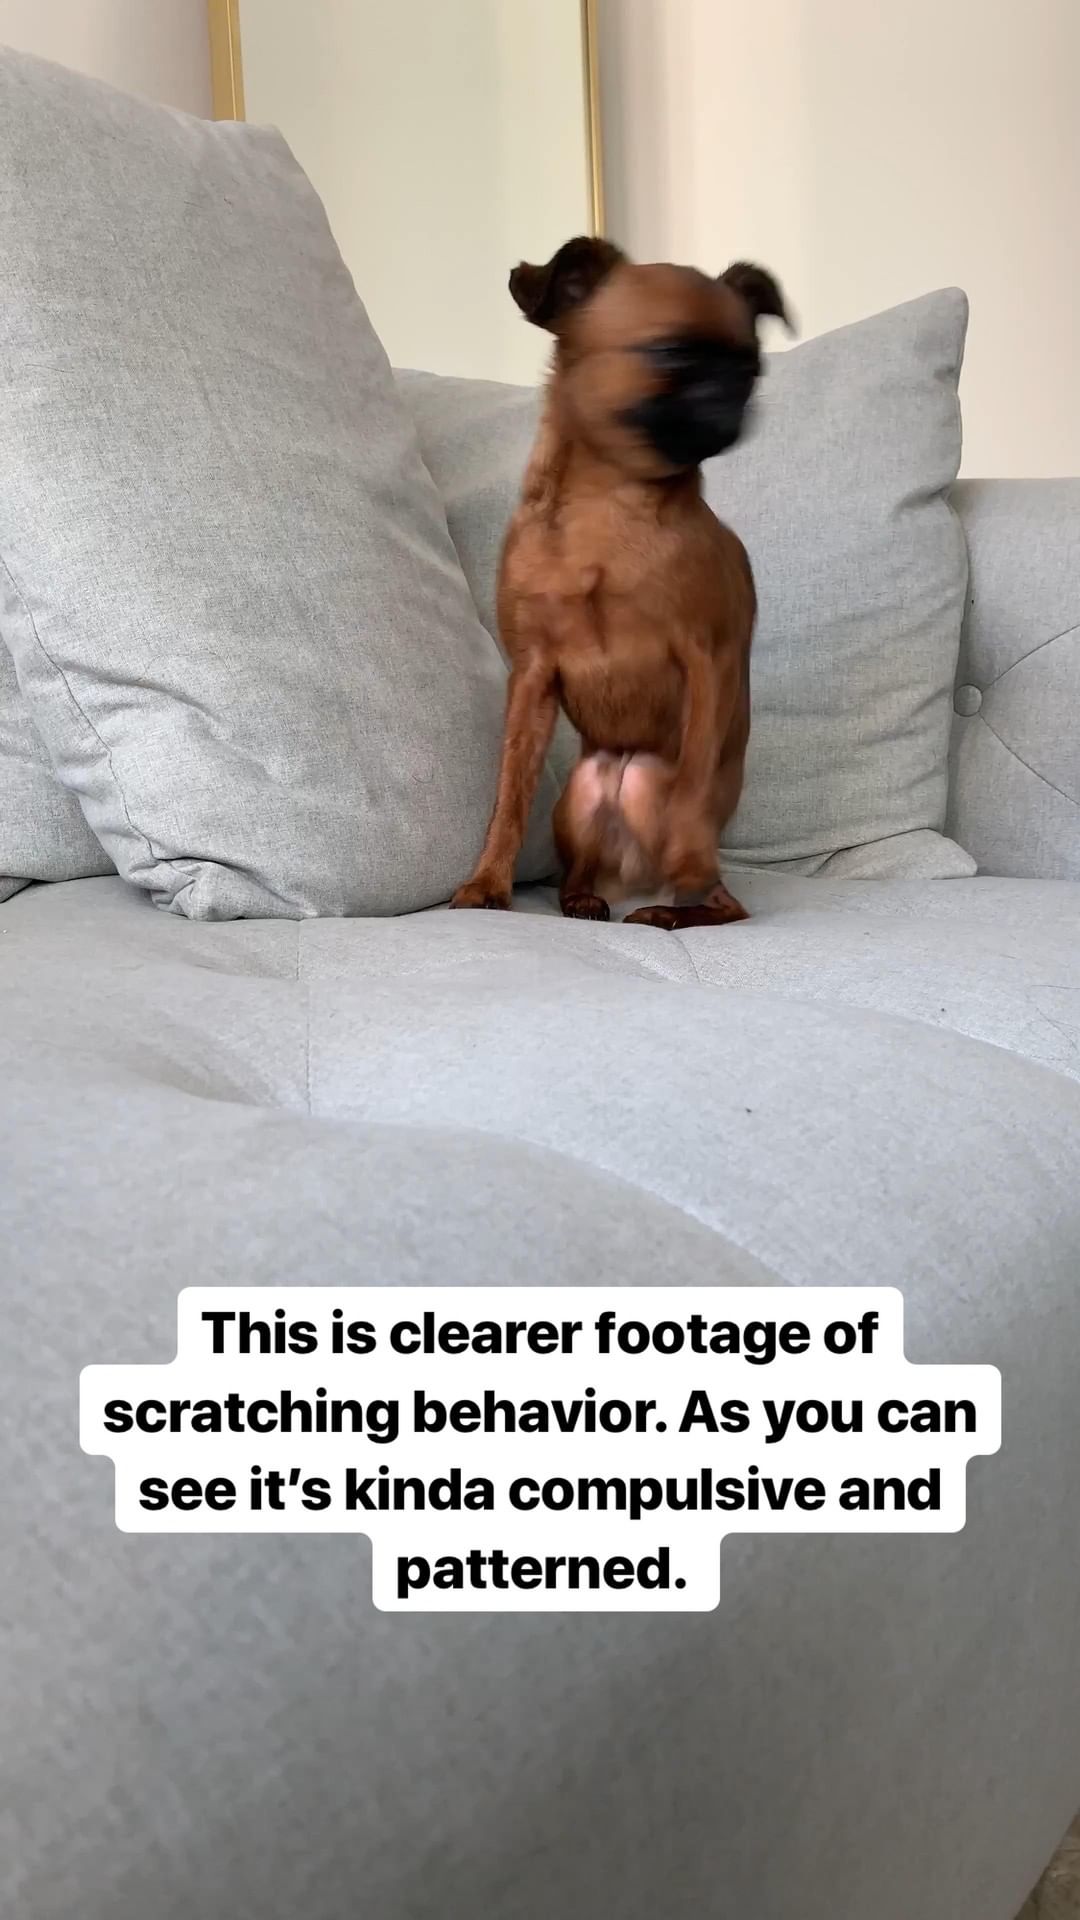 This is clearer footage of
scratching behavior. As you can
see it’s kinda compulsive and
patterned.